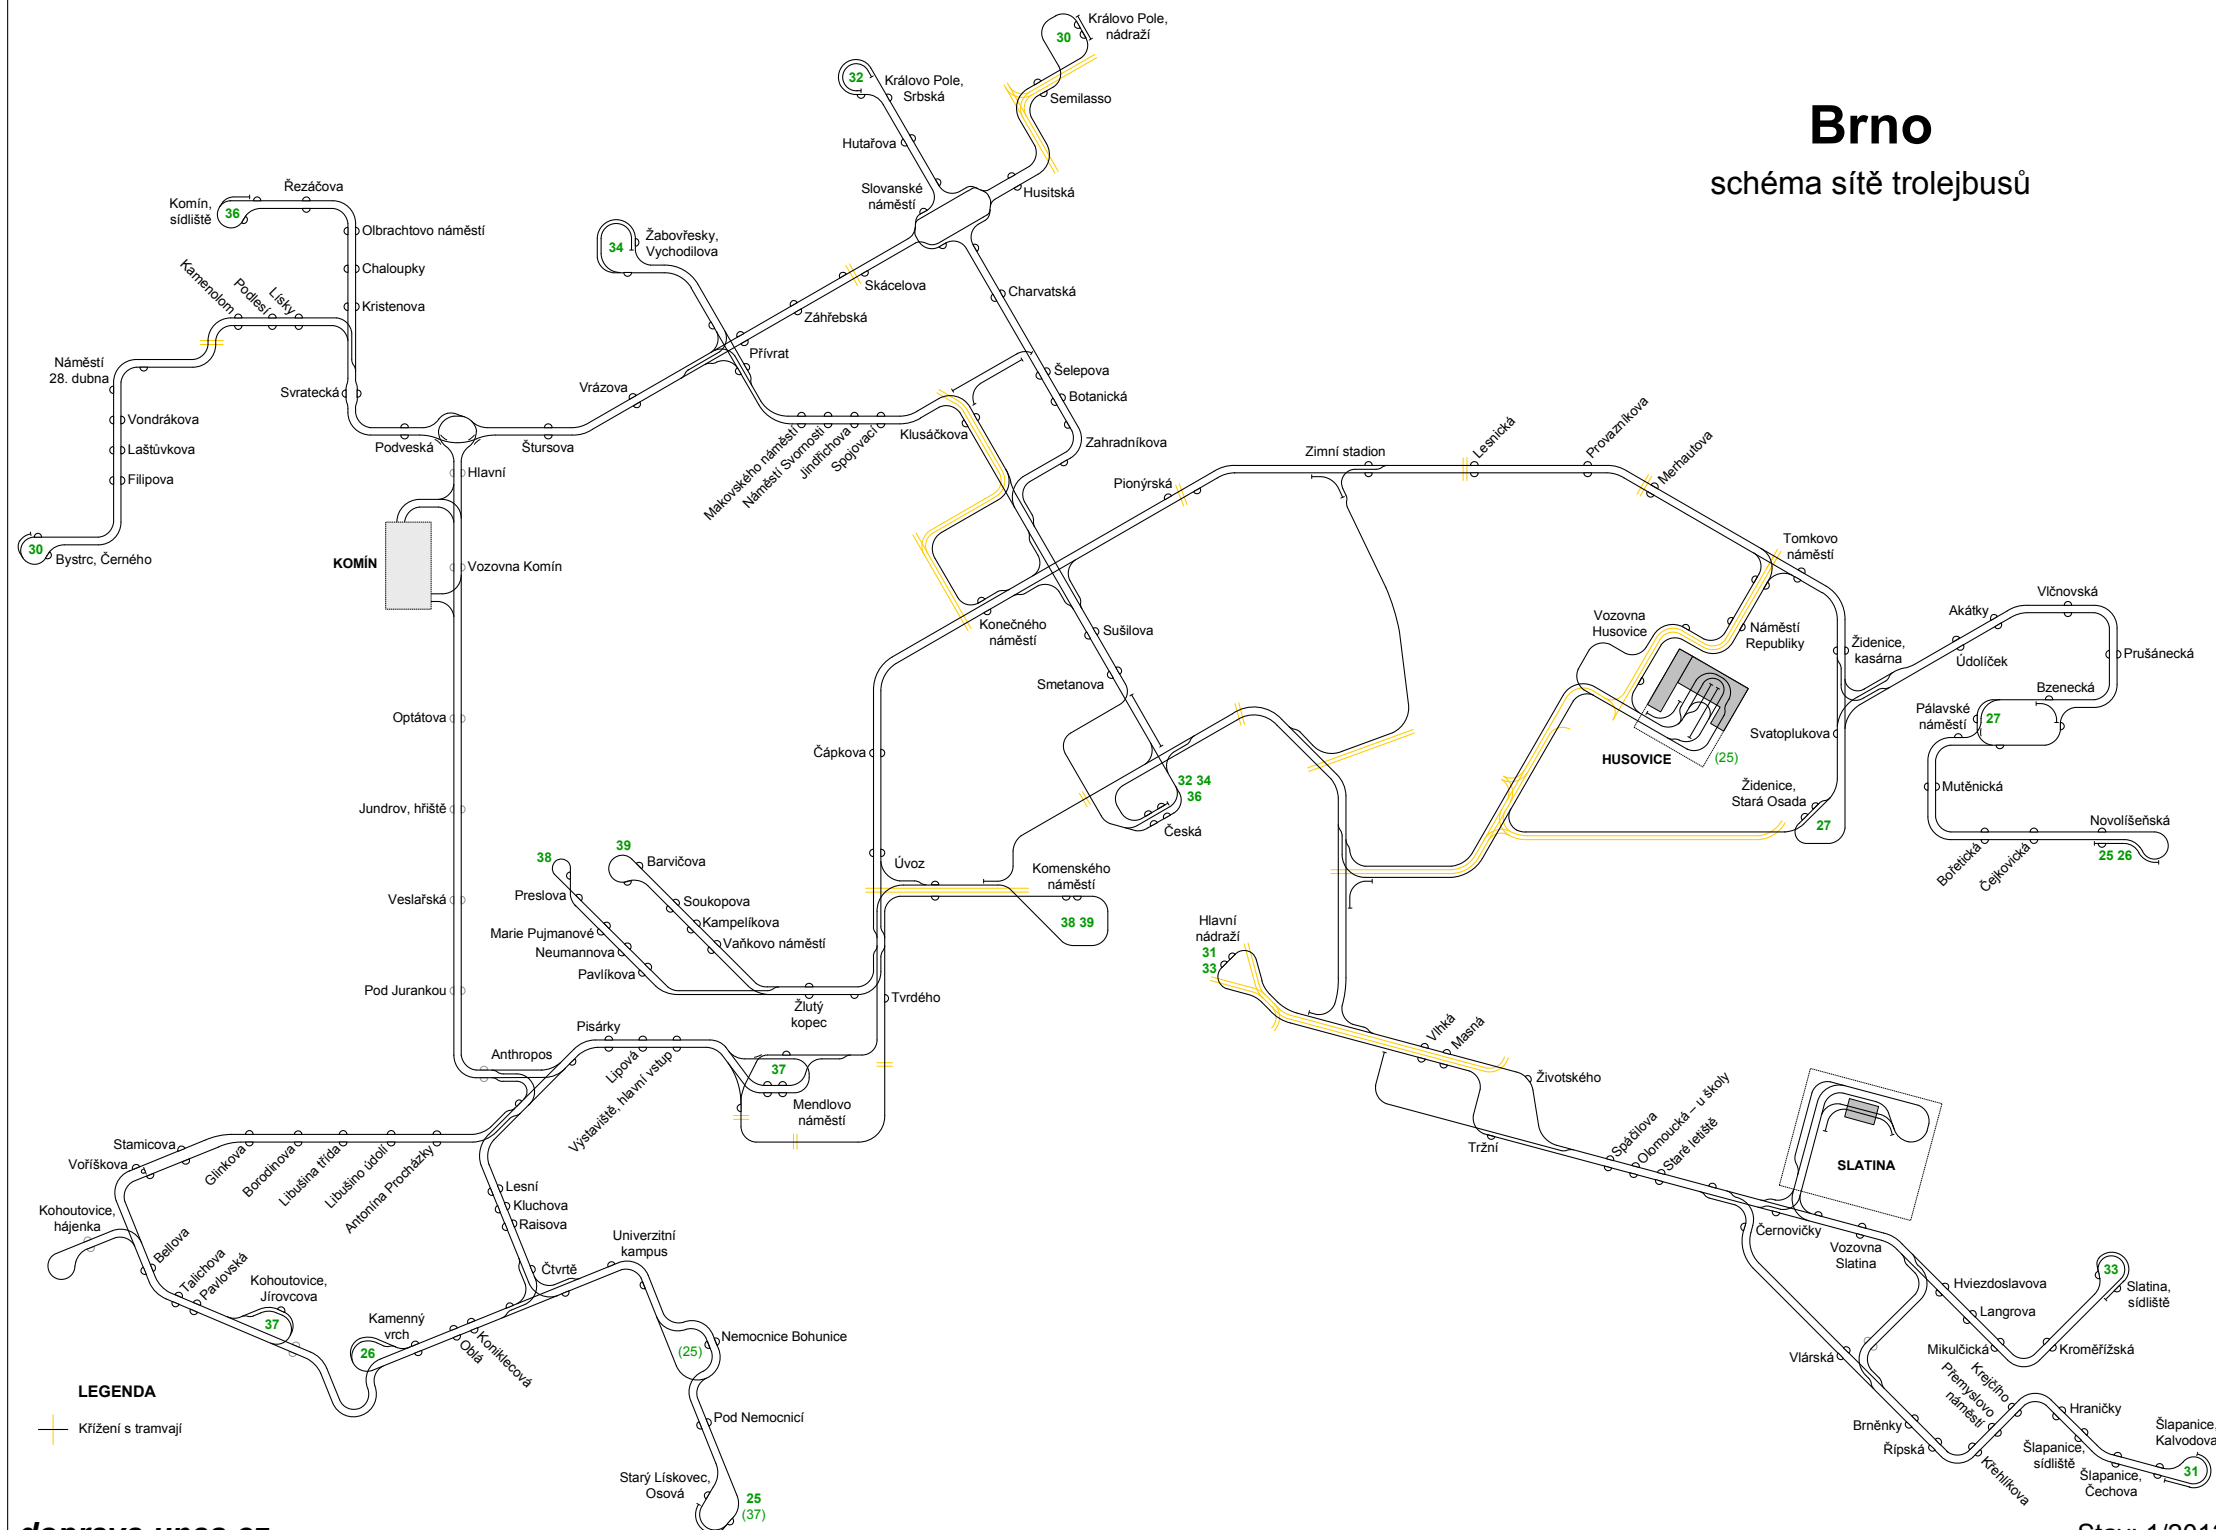 Brno
schéma sítě trolejbusů
30
Královo Pole,
nádraží
32
Královo Pole,
Srbská
Semilasso
Hutařova
Slovanské
náměstí
Husitská
Komín,
sídliště
36
Řezáčova
Olbrachtovo náměstí
Chaloupky
Kristenova
Kamenolom
Podlesí
Lísky
34
Žabovřesky,
Vychodilova
Skácelova
Záhřebská
Přívrat
Charvatská
Šelepova
Botanická
Zahradníkova
Náměstí
28. dubna
Vondrákova
Laštůvkova
Filipova
30
Bystrc, Černého
Svratecká
Podveská
Štursova
Vrázova
Hlavní
KOMÍN
Vozovna Komín
Makovského náměstí
Náměstí Svornosti
Jindřichova
Spojovací
Klusáčkova
Pionýrská
Zimní stadion
Lesnická
Provazníkova
Merhautova
Tomkovo
náměstí
Konečného
náměstí
Sušilova
Smetanova
Vozovna
Husovice
Náměstí
Republiky
HUSOVICE
(25)
Židenice,
kasárna
Svatoplukova
Židenice,
Stará Osada
27
Údolíček
Akátky
Vlčnovská
Prušánecká
Bzenecká
Pálavské
náměstí
27
Mutěnická
Bořetická
Čejkovická
Novolíšeňská
25 26
Optátova
Jundrov, hřiště
Veslařská
Pod Jurankou
Anthropos
Čápkova
Úvoz
32 34
36
Česká
Komenského
náměstí
38 39
38
39
Barvičova
Preslova
Marie Pujmanové
Neumannova
Pavlíkova
Soukopova
Kampelíkova
Vaňkovo náměstí
Žlutý
kopec
Tvrdého
Pisárky
Lipová
Výstaviště, hlavní vstup
37
Mendlovo
náměstí
Hlavní
nádraží
31
33
Vlhká
Masná
Životského
Tržní
Spáčilova
Olomoucká – u školy
Staré letiště
SLATINA
Černovičky
Vozovna
Slatina
Hviezdoslavova
Langrova
Mikulčická
Kroměřížská
33
Slatina,
sídliště
Vlárská
Brněnky
Řípská
Křehlíkova
Přemyslovo
náměstí
Krejčího
Hraničky
Šlapanice,
sídliště
Šlapanice,
Čechova
Šlapanice,
Kalvodova
31
Stamicova
Voříškova
Glinkova
Borodinova
Libušina třída
Libušino údolí
Antonína Procházky
Kohoutovice,
hájenka
Bellova
Talichova
Pavlovská
Kohoutovice,
Jírovcova
37
Lesní
Kluchova
Raisova
Čtvrtě
Univerzitní
kampus
Kamenný
vrch
26
Oblá
Koniklecová
Nemocnice Bohunice
(25)
Pod Nemocnicí
Starý Lískovec,
Osová
25
(37)
LEGENDA
Křížení s tramvají